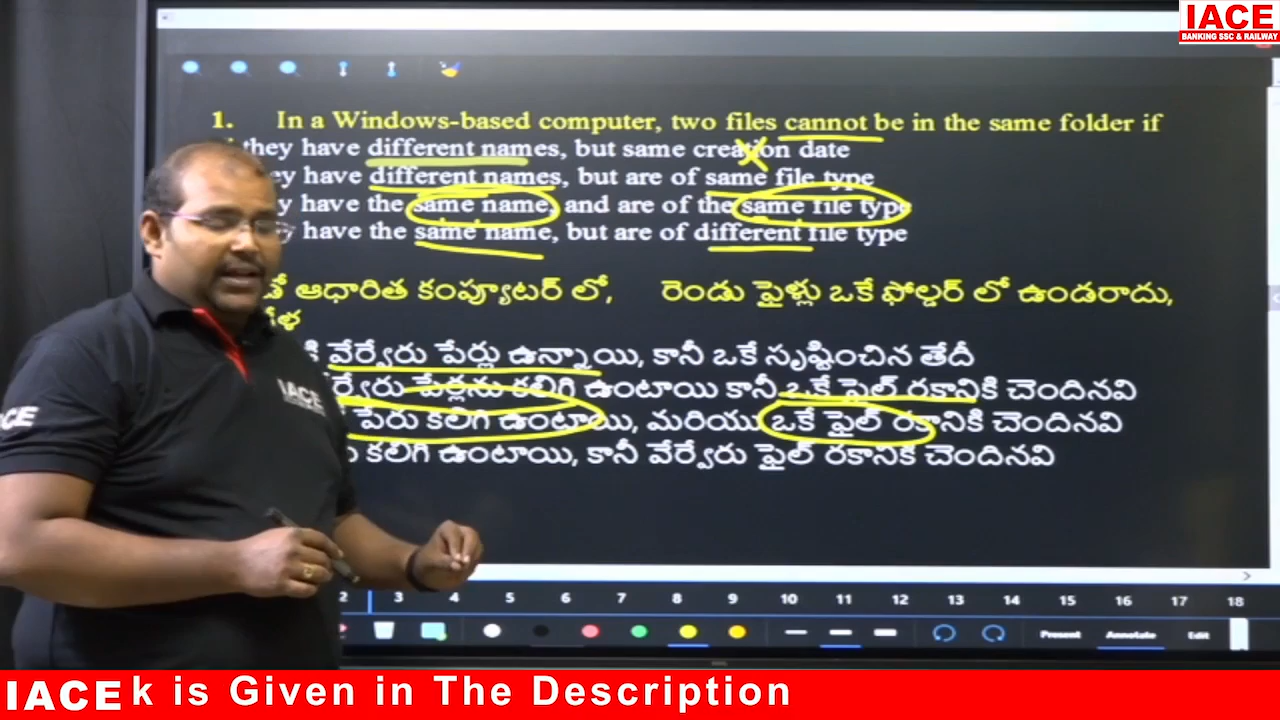 IACE
BANKING SSC & RAILWAY
1. In a Windows-based computer, two files cannot be in the same folder if
they have different names, but same creation date
have different names, but are of same file type
have the same name, and are of the same file type
have the same name, but are of different file type
ఆధారిత కంప్యూటర్ లో, రెండు ఫైళ్లు ఒకే ఫోల్డర్ లో ఉండరాదు,
వేర్వేరు పేర్లు ఉన్నాయి, కానీ ఒకే సృష్టించిన తేదీ
పేర్లను కలిగి ఉంటాయి కానీ ఒకే ఫైల్ రకానికి చెందినవి
పేరు కలిగి ఉంటాయి, మరియు ఒకే ఫైల్ రకానికి చెందినవి
కలిగి ఉంటాయి, కానీ వేర్వేరు ఫైల్ రకానికి చెందినవి
IACE
2 3 4 5 6 7 8 9 10 11 12 13 14 15 16 17 18
Present Annotate Edit
IACE k is Given in The Description